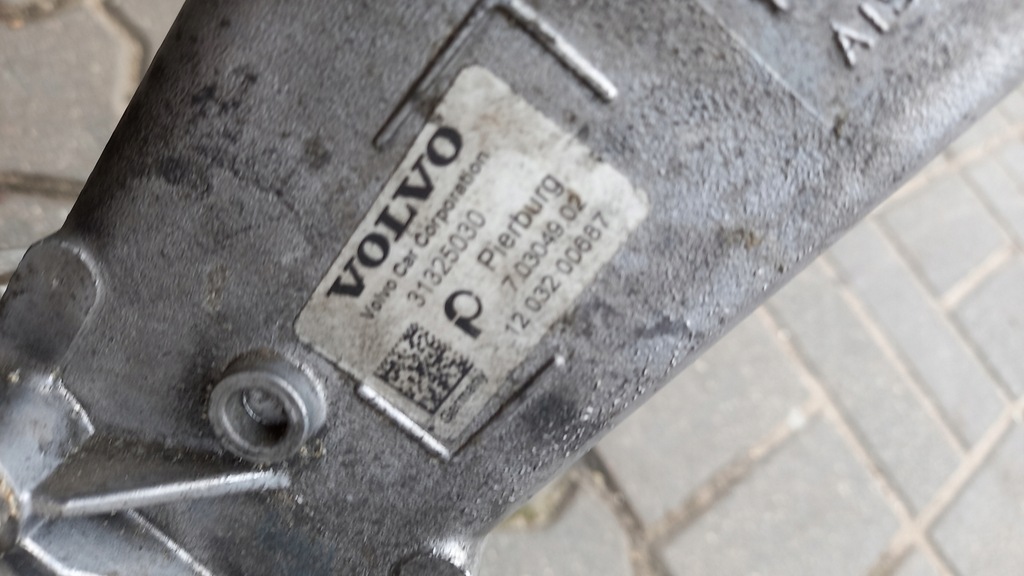 VOLVO
Volvo Car Corporation
31325030
Pierburg
7.03049.02
12 032 00687